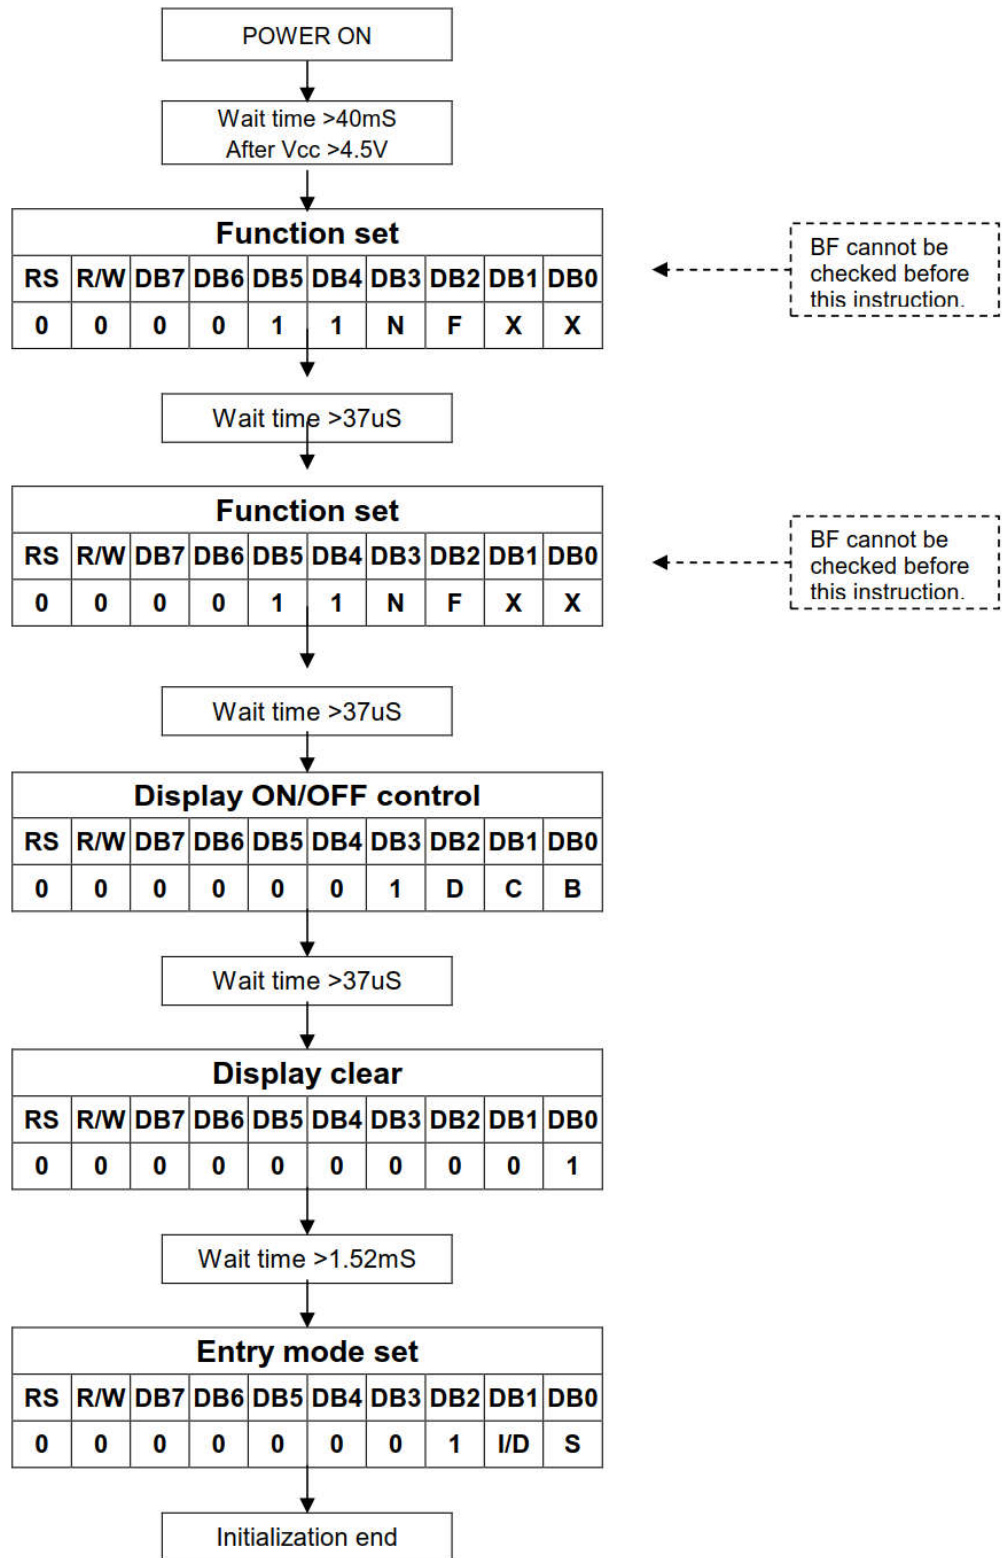 POWER ON
Wait time >40mS
After Vcc >4.5V
Function set
RS R/W DB7 DB6 DB5 DB4 DB3 DB2 DB1 DB0
0 0 0 0 1 1 N F X X
BF cannot be
checked before
this instruction.
Wait time >37uS
Function set
RS R/W DB7 DB6 DB5 DB4 DB3 DB2 DB1 DB0
0 0 0 0 1 1 N F X X
BF cannot be
checked before
this instruction.
Wait time >37uS
Display ON/OFF control
RS R/W DB7 DB6 DB5 DB4 DB3 DB2 DB1 DB0
0 0 0 0 0 0 1 D C B
Wait time >37uS
Display clear
RS R/W DB7 DB6 DB5 DB4 DB3 DB2 DB1 DB0
0 0 0 0 0 0 0 0 0 1
Wait time >1.52mS
Entry mode set
RS R/W DB7 DB6 DB5 DB4 DB3 DB2 DB1 DB0
0 0 0 0 0 0 0 1 I/D S
Initialization end